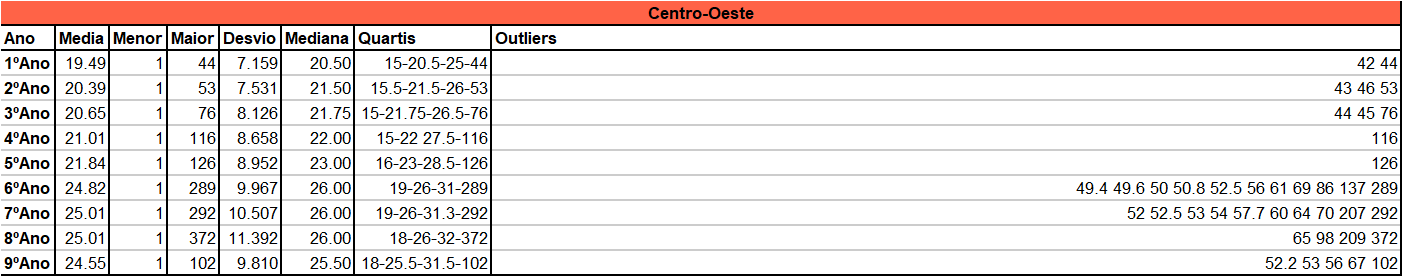 Centro-Oeste
Ano Media Menor Maior Desvio Mediana Quartis Outliers
1ºAno 19.49 1 44 7.159 20.50 15-20.5-25-44 42 44
2ºAno 20.39 1 53 7.531 21.50 15.5-21.5-26-53 43 46 53
3ºAno 20.65 1 76 8.126 21.75 15-21.75-26.5-76 44 45 76
4ºAno 21.01 1 116 8.658 22.00 15-22 27.5-116 116
5ºAno 21.84 1 126 8.952 23.00 16-23-28.5-126 126
6ºAno 24.82 1 289 9.967 26.00 19-26-31-289 49.4 49.6 50 50.8 52.5 56 61 69 86 137 289
7ºAno 25.01 1 292 10.507 26.00 19-26-31.3-292 52 52.5 53 54 57.7 60 64 70 207 292
8ºAno 25.01 1 372 11.392 26.00 18-26-32-372 65 98 209 372
9ºAno 24.55 1 102 9.810 25.50 18-25.5-31.5-102 52.2 53 56 67 102